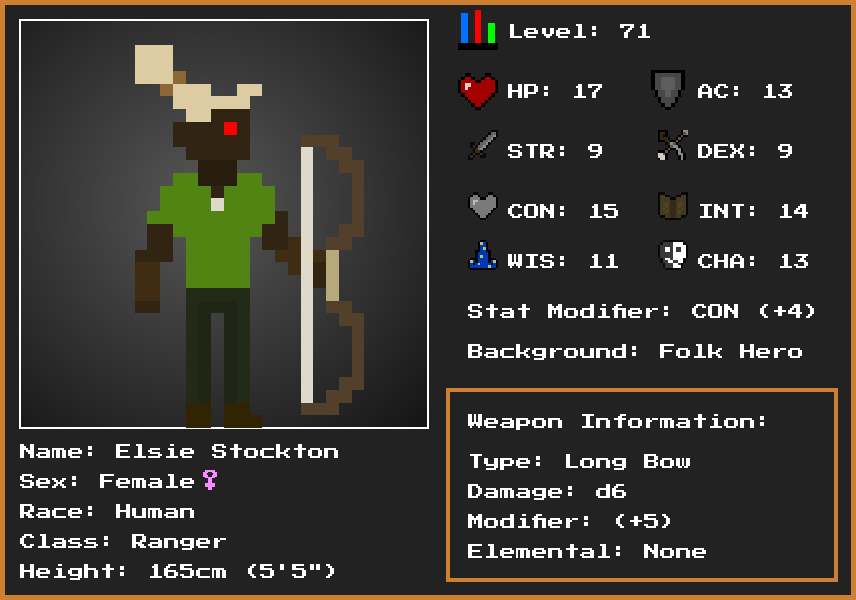 Level: 71
HP: 17 AC: 13
STR: 9 DEX: 9
CON: 15 INT: 14
WIS: 11 CHA: 13
Stat Modifier: CON (+4)
Background: Folk Hero
Weapon Information:
Type: Long Bow
Damage: d6
Modifier: (+5)
Elemental: None
Name: Elsie Stockton
Sex: Female♀
Race: Human
Class: Ranger
Height: 165cm (5'5")